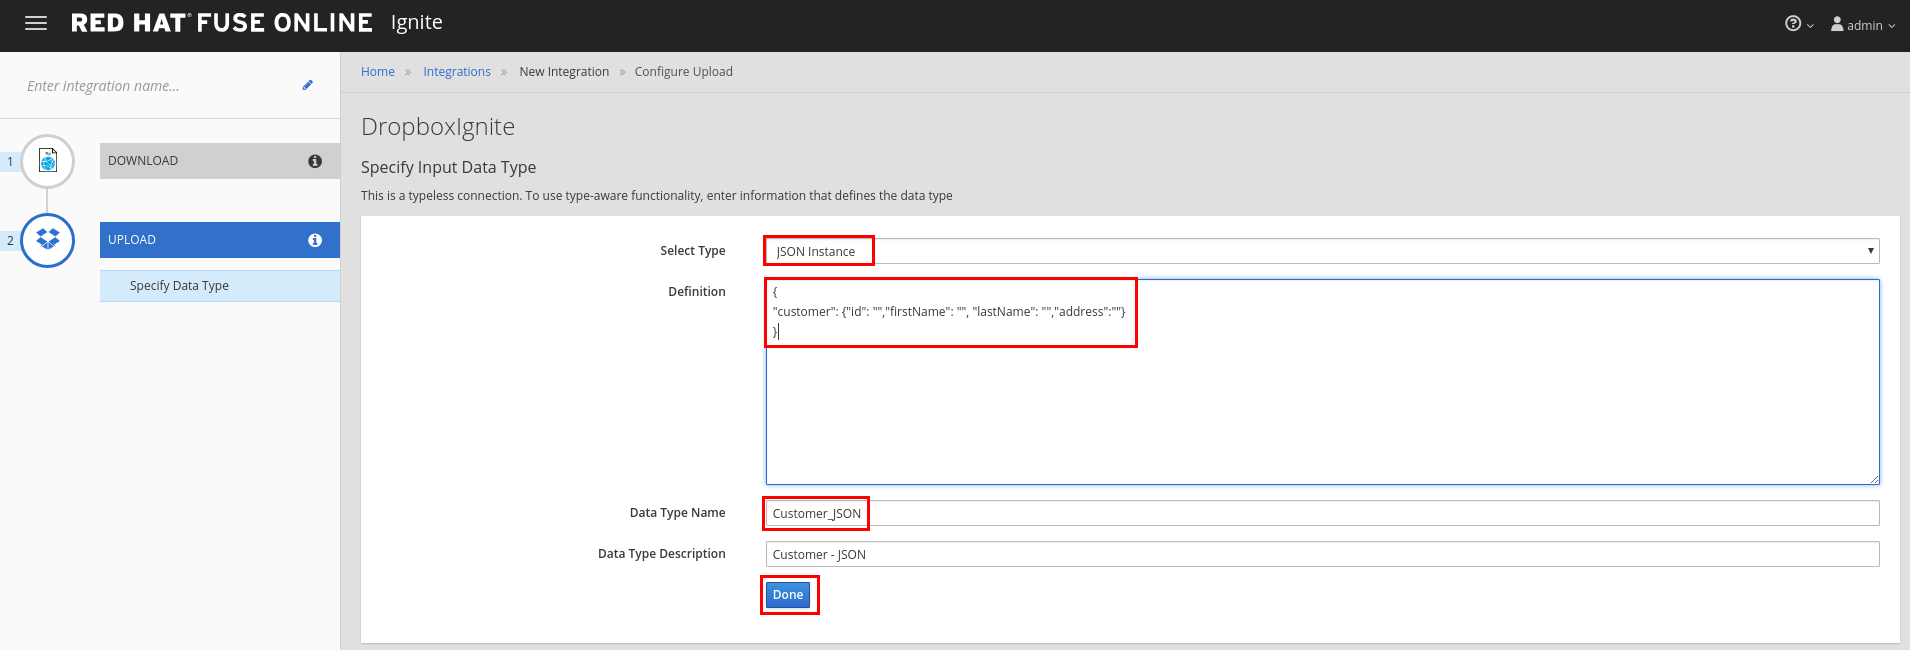 RED HAT® FUSE ONLINE Ignite
admin
Enter integration name...
Home » Integrations » New Integration » Configure Upload
DropboxIgnite
1 DOWNLOAD
Specify Input Data Type
This is a typeless connection. To use type-aware functionality, enter information that defines the data type
2 UPLOAD
Specify Data Type
Select Type JSON Instance
Definition {
"customer": {"id": "","firstName": "", "lastName": "","address":""}
}
Data Type Name Customer_JSON
Data Type Description Customer - JSON
Done